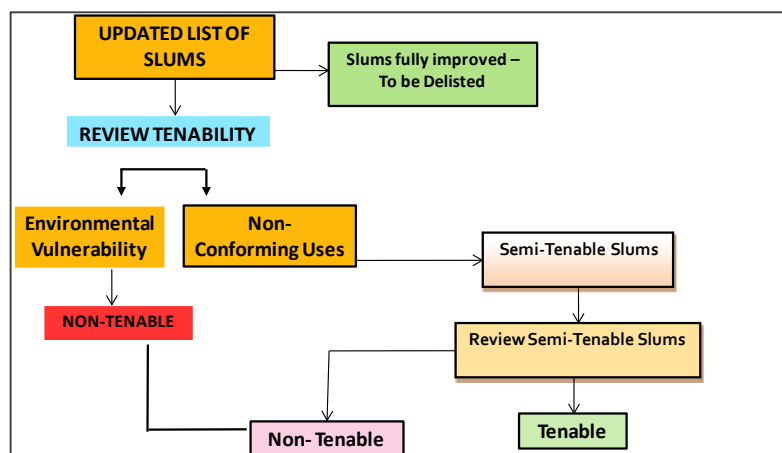 UPDATED LIST OF
SLUMS
Slums fully improved –
To be Delisted
REVIEW TENABILITY
Environmental
Vulnerability
Non-
Conforming Uses
Semi-Tenable Slums
NON-TENABLE
Review Semi-Tenable Slums
Non- Tenable
Tenable